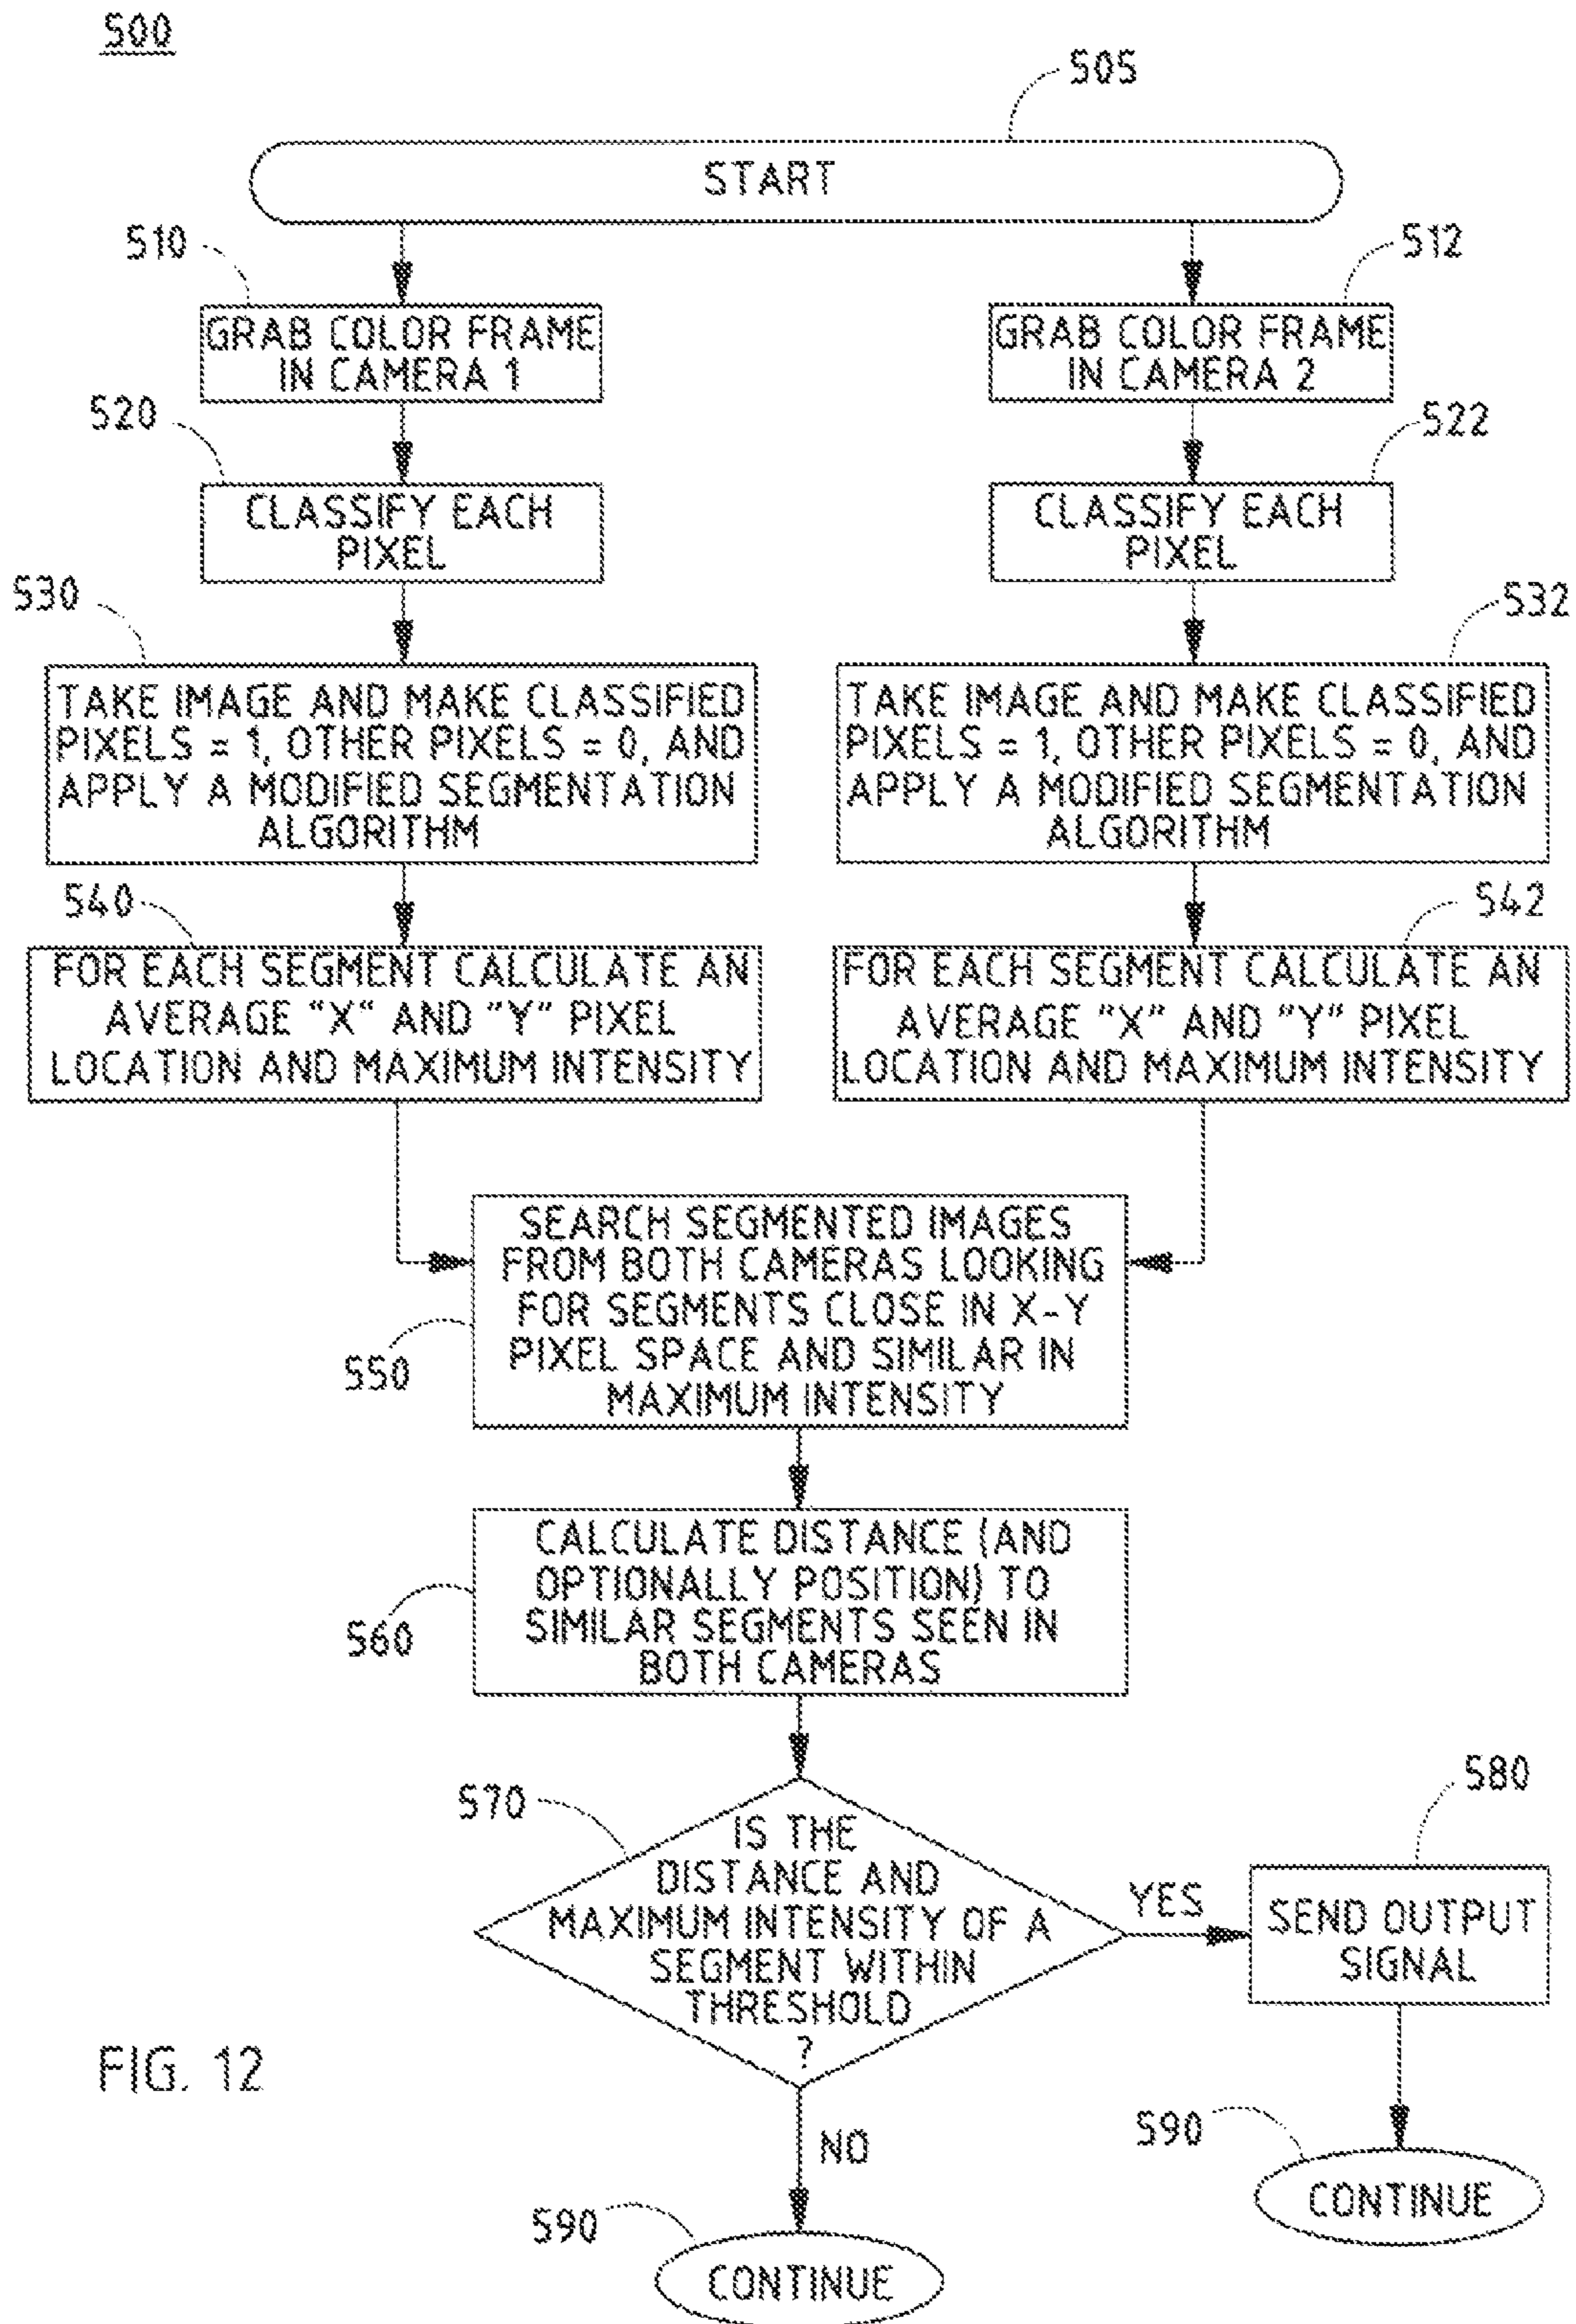 500
505
START
510
512
GRAB COLOR FRAME
IN CAMERA 1
GRAB COLOR FRAME
IN CAMERA 2
520
522
CLASSIFY EACH
PIXEL
CLASSIFY EACH
PIXEL
530
532
TAKE IMAGE AND MAKE CLASSIFIED
PIXELS = 1, OTHER PIXELS = 0, AND
APPLY A MODIFIED SEGMENTATION
ALGORITHM
TAKE IMAGE AND MAKE CLASSIFIED
PIXELS = 1, OTHER PIXELS = 0, AND
APPLY A MODIFIED SEGMENTATION
ALGORITHM
540
542
FOR EACH SEGMENT CALCULATE AN
AVERAGE "X" AND "Y" PIXEL
LOCATION AND MAXIMUM INTENSITY
FOR EACH SEGMENT CALCULATE AN
AVERAGE "X" AND "Y" PIXEL
LOCATION AND MAXIMUM INTENSITY
SEARCH SEGMENTED IMAGES
FROM BOTH CAMERAS LOOKING
FOR SEGMENTS CLOSE IN X-Y
PIXEL SPACE AND SIMILAR IN
MAXIMUM INTENSITY
550
CALCULATE DISTANCE (AND
OPTIONALLY POSITION) TO
SIMILAR SEGMENTS SEEN IN
BOTH CAMERAS
560
570
IS THE
DISTANCE AND
MAXIMUM INTENSITY OF A
SEGMENT WITHIN
THRESHOLD
?
YES
580
SEND OUTPUT
SIGNAL
NO
590
CONTINUE
590
CONTINUE
FIG. 12